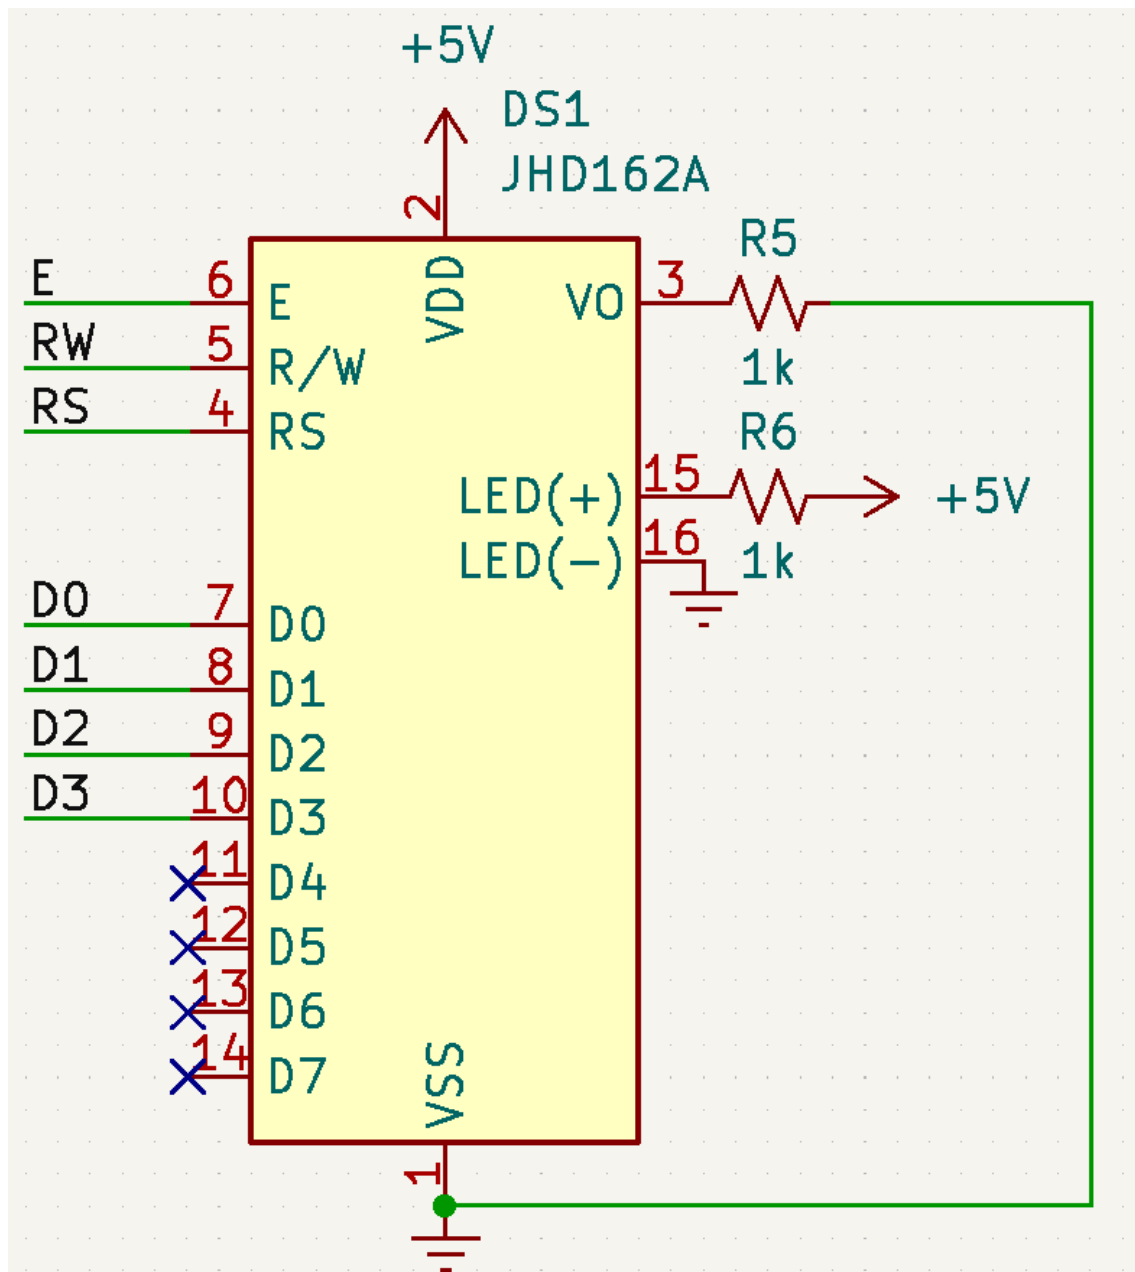 +5V
DS1
JHD162A
2
VDD
E
6
E
RW
5
R/W
RS
4
RS
VO
3
R5
1k
LED(+)
15
R6
1k
+5V
LED(−)
16
D0
7
D0
D1
8
D1
D2
9
D2
D3
10
D3
11
D4
12
D5
13
D6
14
D7
VSS
1